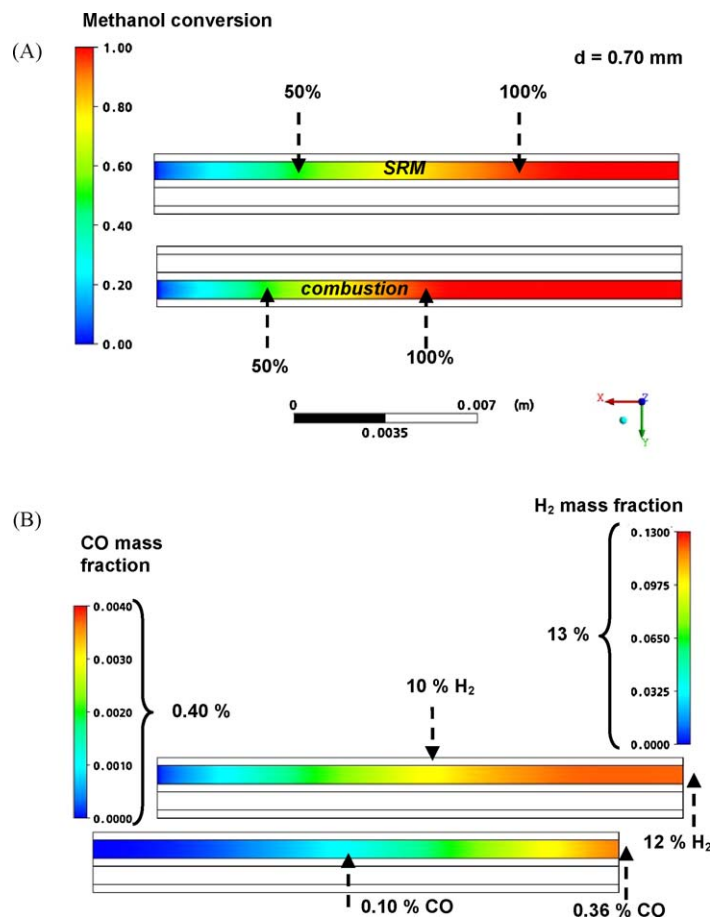 Methanol conversion
(A)
1.00
d = 0.70 mm
0.80
50%
100%
SRM
0.60
0.40
combustion
0.20
0.00
50%
100%
0
0.007
(m)
0.0035
X
Z
Y
(B)
H2 mass fraction
CO mass
fraction
0.1300
0.0975
0.0040
13 %
0.0650
0.0030
10 % H2
0.40 %
0.0325
0.0020
0.0000
0.0010
0.0000
12 % H2
0.10 % CO
0.36 % CO